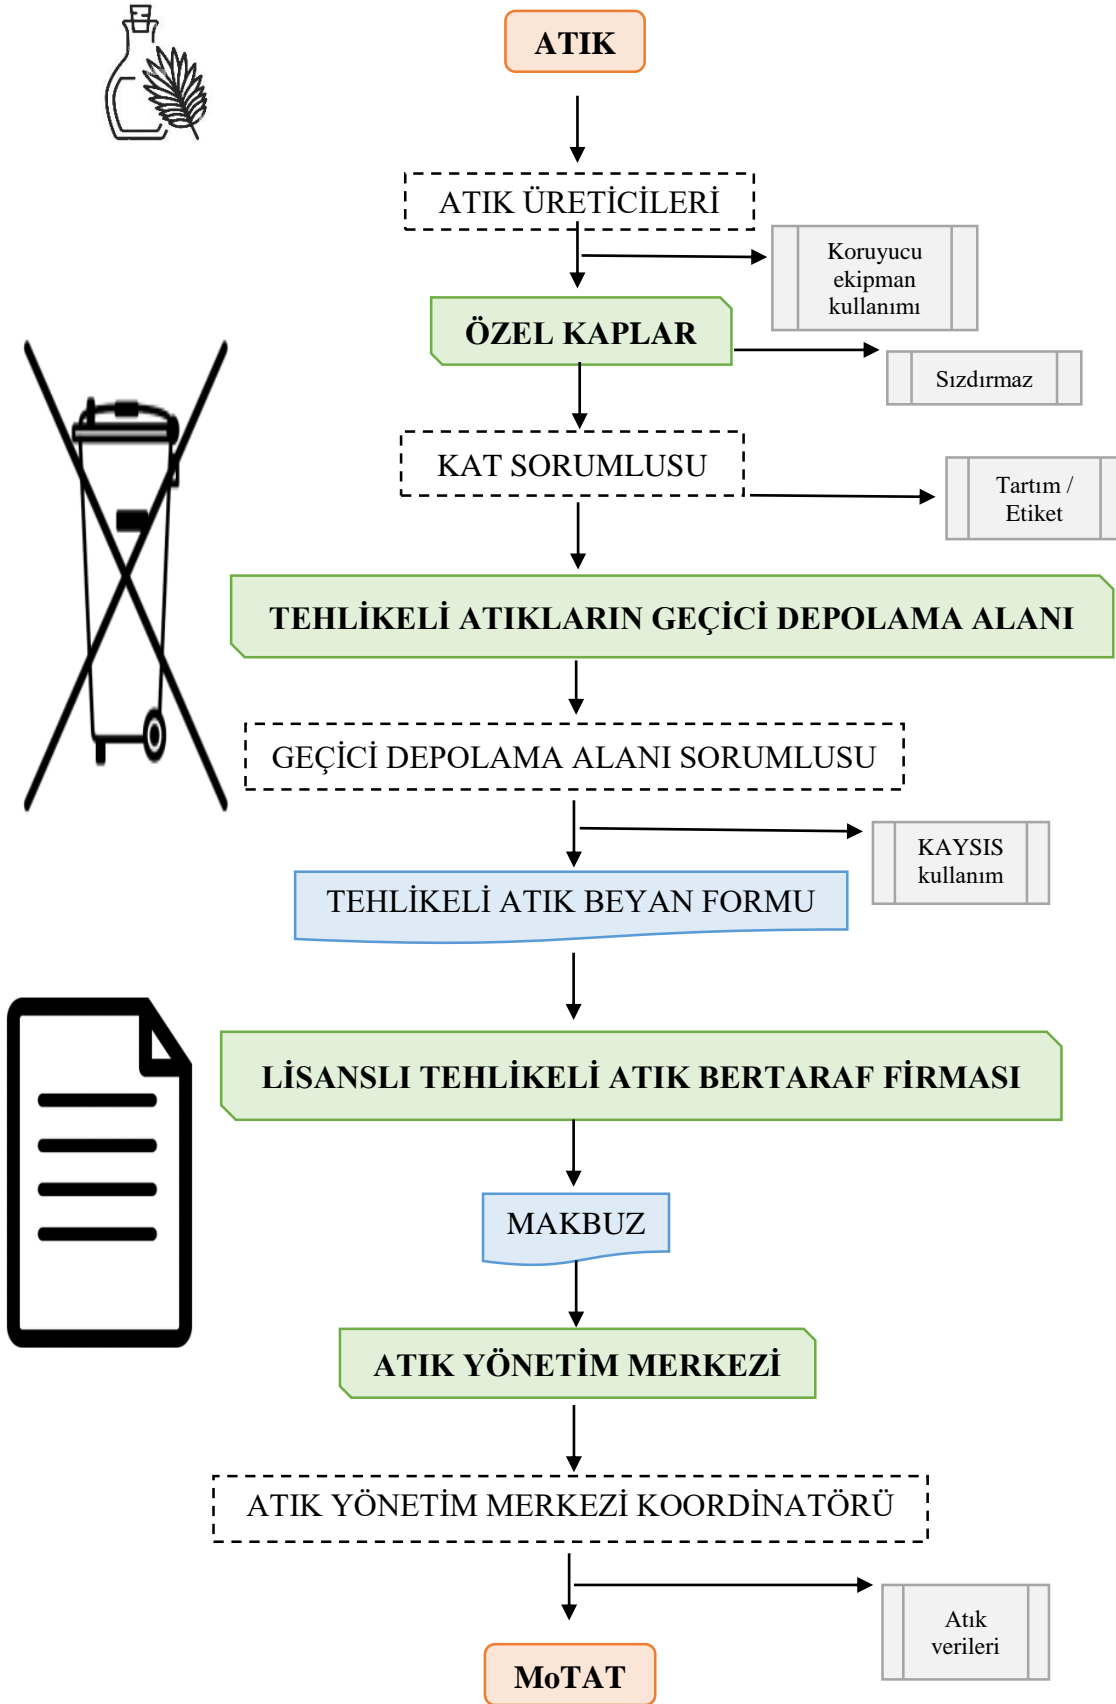 ATIK
ATIK ÜRETİCİLERİ
Koruyucu
ekipman
kullanımı
ÖZEL KAPLAR
Sızdırmaz
KAT SORUMLUSU
Tartım /
Etiket
TEHLİKELİ ATIKLARIN GEÇİCİ DEPOLAMA ALANI
GEÇİCİ DEPOLAMA ALANI SORUMLUSU
KAYSIS
kullanım
TEHLİKELİ ATIK BEYAN FORMU
LİSANSLI TEHLİKELİ ATIK BERTARAF FİRMASI
MAKBUZ
ATIK YÖNETİM MERKEZİ
ATIK YÖNETİM MERKEZİ KOORDİNATÖRÜ
Atık
verileri
MoTAT